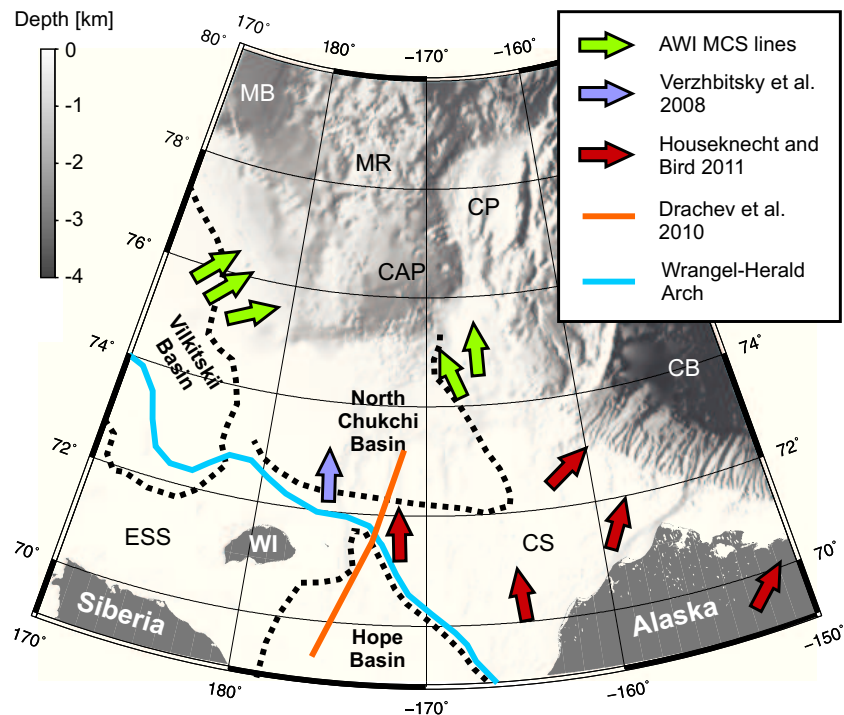 Depth [km]
0
-1
-2
-3
-4
170°
180°
-170°
-160°
80°
78°
76°
74°
72°
70°
170°
180°
-170°
-160°
-150°
74°
72°
70°
MB
MR
CP
CAP
CB
Vilkitskii
Basin
North
Chukchi
Basin
ESS
WI
CS
Siberia
Hope
Basin
Alaska
AWI MCS lines
Verzhbitsky et al.
2008
Houseknecht and
Bird 2011
Drachev et al.
2010
Wrangel-Herald
Arch